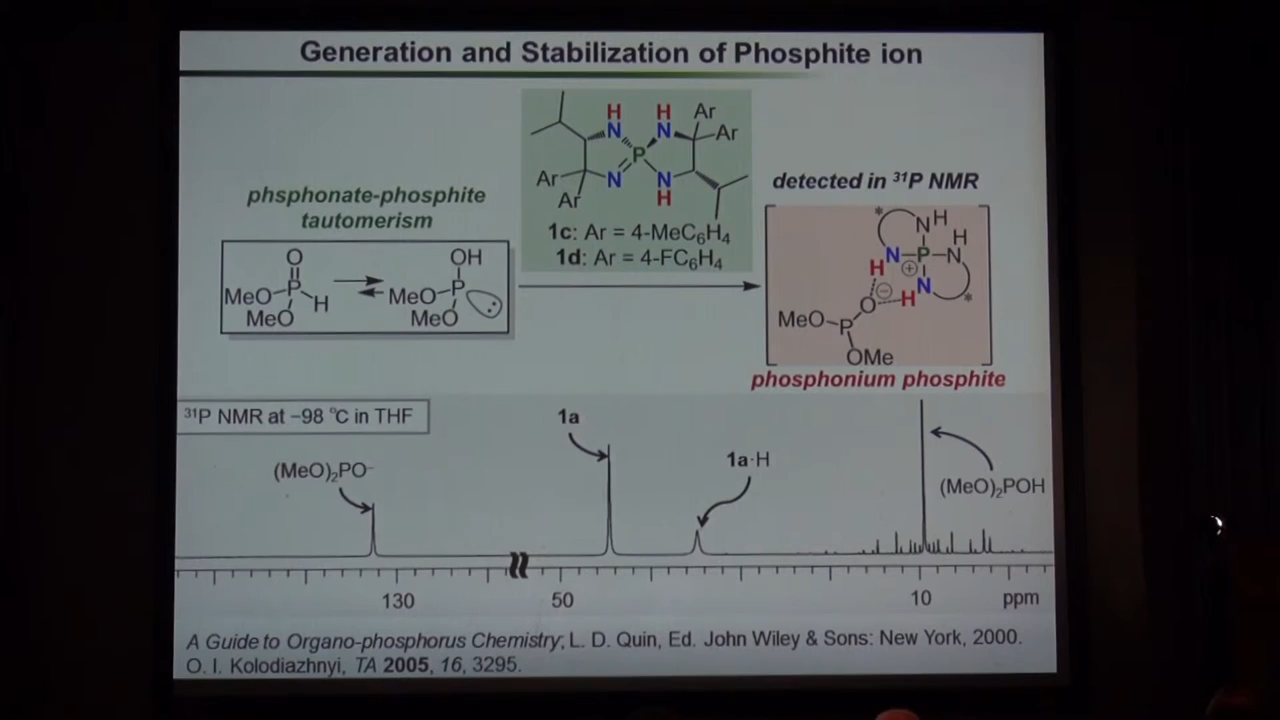 Generation and Stabilization of Phosphite ion
phsphonate-phosphite
tautomerism
O
MeO P H
MeO
OH
MeO P
MeO
H H Ar
N N Ar
P
Ar N N
Ar H
1c: Ar = 4-MeC₆H₄
1d: Ar = 4-FC₆H₄
detected in ³¹P NMR
* N H
H
N P N
H ⊕
⊖ N
O H *
MeO P
OMe
phosphonium phosphite
³¹P NMR at −98 °C in THF
(MeO)₂PO⁻
1a
1a·H
(MeO)₂POH
130 50 10 ppm
A Guide to Organo-phosphorus Chemistry; L. D. Quin, Ed. John Wiley & Sons: New York, 2000.
O. I. Kolodiazhnyi, TA 2005, 16, 3295.